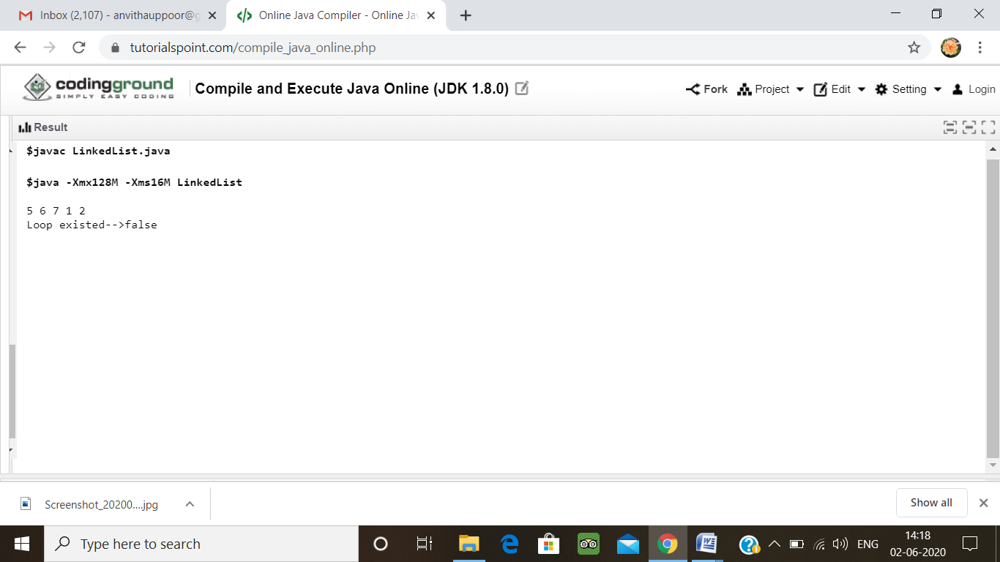 Inbox (2,107) - anvithauppoor@g
Online Java Compiler - Online Jav
tutorialspoint.com/compile_java_online.php
codingground
SIMPLY EASY CODING
Compile and Execute Java Online (JDK 1.8.0)
Fork
Project
Edit
Setting
Login
Result
$javac LinkedList.java
$java -Xmx128M -Xms16M LinkedList
5 6 7 1 2
Loop existed-->false
Screenshot_20200....jpg
Show all
Type here to search
ENG
14:18
02-06-2020